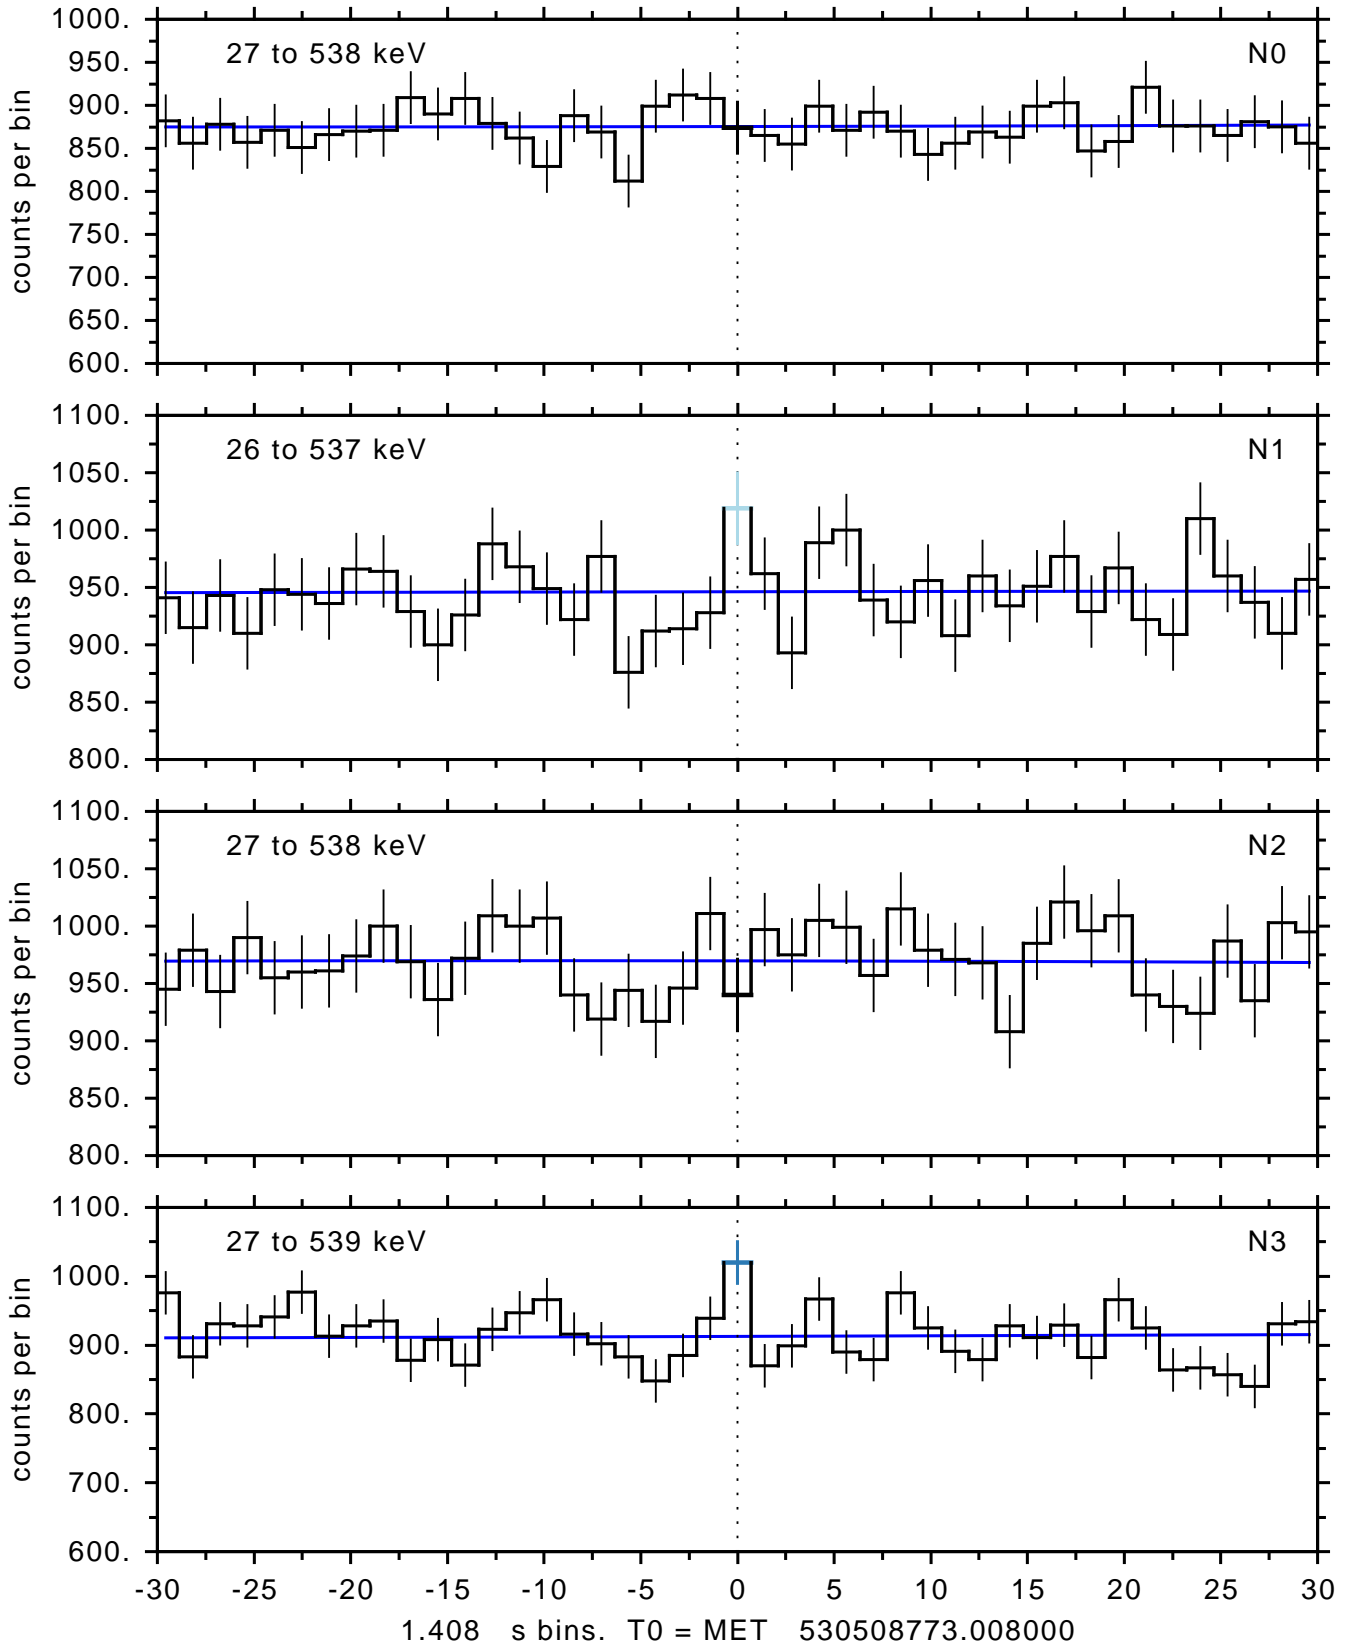 1000.
27 to 538 keV N0
950.
900.
850.
800.
750.
700.
650.
600.
counts per bin
1100.
26 to 537 keV N1
1050.
1000.
950.
900.
850.
800.
counts per bin
1100.
27 to 538 keV N2
1050.
1000.
950.
900.
850.
800.
counts per bin
1100.
27 to 539 keV N3
1000.
900.
800.
700.
600.
counts per bin
-30 -25 -20 -15 -10 -5 0 5 10 15 20 25 30
1.408 s bins. T0 = MET 530508773.008000